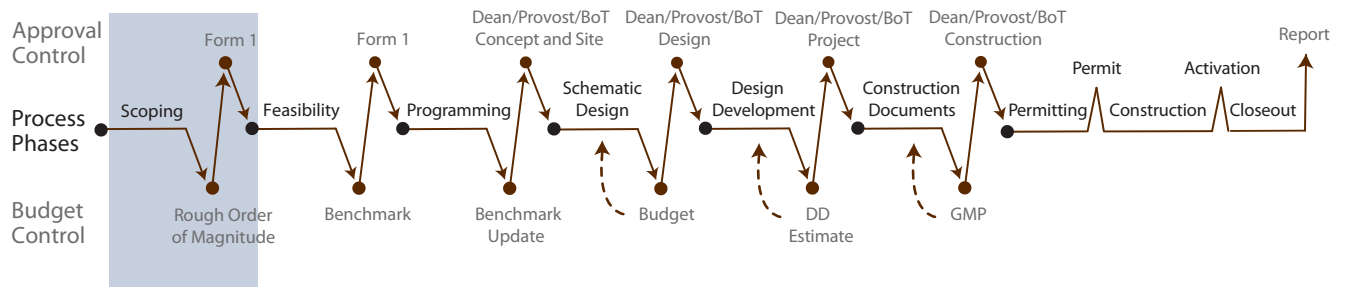 Approval
Control
Form 1
Form 1
Dean/Provost/BoT
Concept and Site
Dean/Provost/BoT
Design
Dean/Provost/BoT
Project
Dean/Provost/BoT
Construction
Report
Process
Phases
Scoping
Feasibility
Programming
Schematic
Design
Design
Development
Construction
Documents
Permitting
Permit
Construction
Activation
Closeout
Budget
Control
Rough Order
of Magnitude
Benchmark
Benchmark
Update
Budget
DD
Estimate
GMP